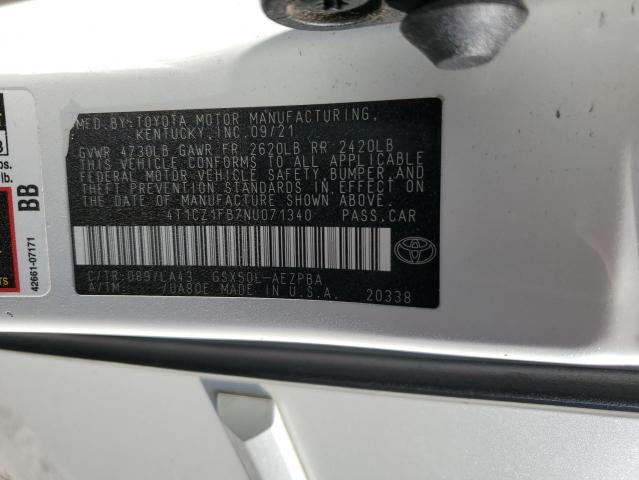 MFD.BY:TOYOTA MOTOR MANUFACTURING,
KENTUCKY, INC. 09/21
GVWR 4730LB GAWR FR 2620LB RR 2420LB
THIS VEHICLE CONFORMS TO ALL APPLICABLE
FEDERAL MOTOR VEHICLE SAFETY,BUMPER,AND
THEFT PREVENTION STANDARDS IN EFFECT ON
THE DATE OF MANUFACTURE SHOWN ABOVE.
4T1CZ1FB7NU071340 PASS.CAR
C/TR:089/LA43 GSX50L-AEZPBA
A/TM: /UA80E MADE IN U.S.A. 20338
BB
42661-07171
lb.